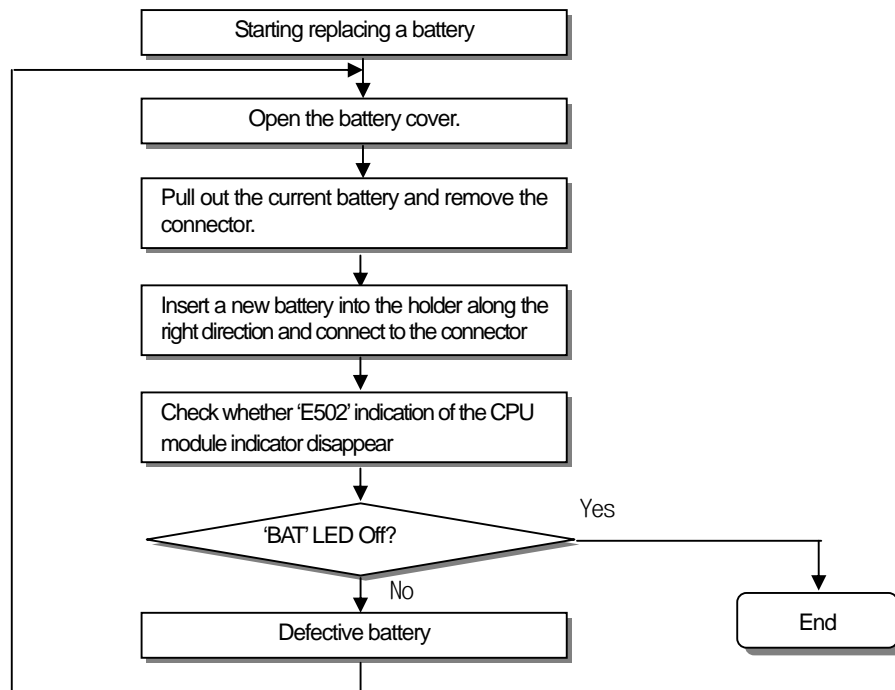 Starting replacing a battery
Open the battery cover.
Pull out the current battery and remove the
connector.
Insert a new battery into the holder along the
right direction and connect to the connector
Check whether ‘E502’ indication of the CPU
module indicator disappear
‘BAT’ LED Off?
Yes
No
Defective battery
End